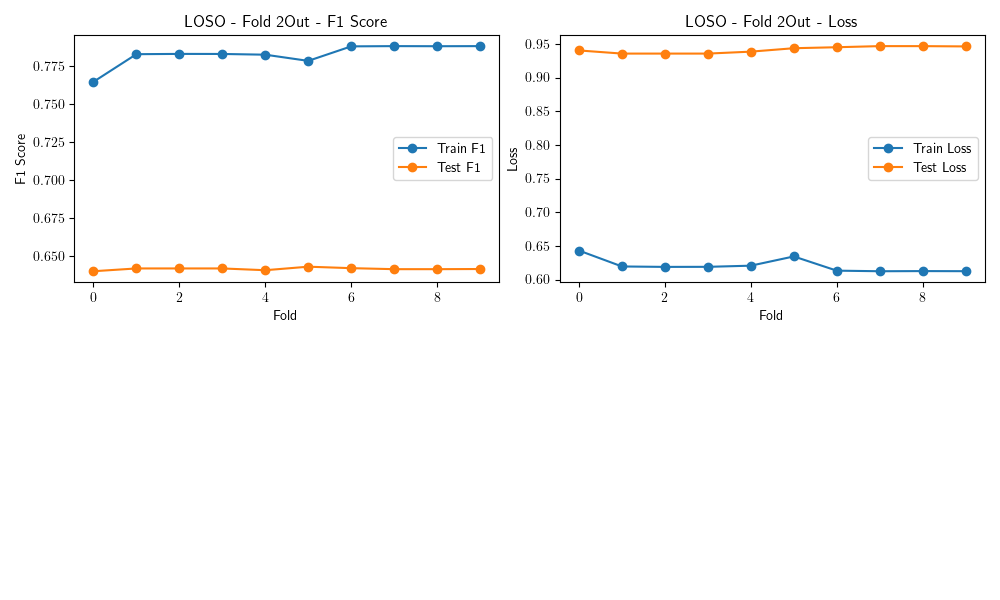 LOSO - Fold 2Out - F1 Score
F1 Score
0.775
0.750
0.725
0.700
0.675
0.650
0 2 4 6 8
Fold
Train F1
Test F1
LOSO - Fold 2Out - Loss
Loss
0.95
0.90
0.85
0.80
0.75
0.70
0.65
0.60
0 2 4 6 8
Fold
Train Loss
Test Loss